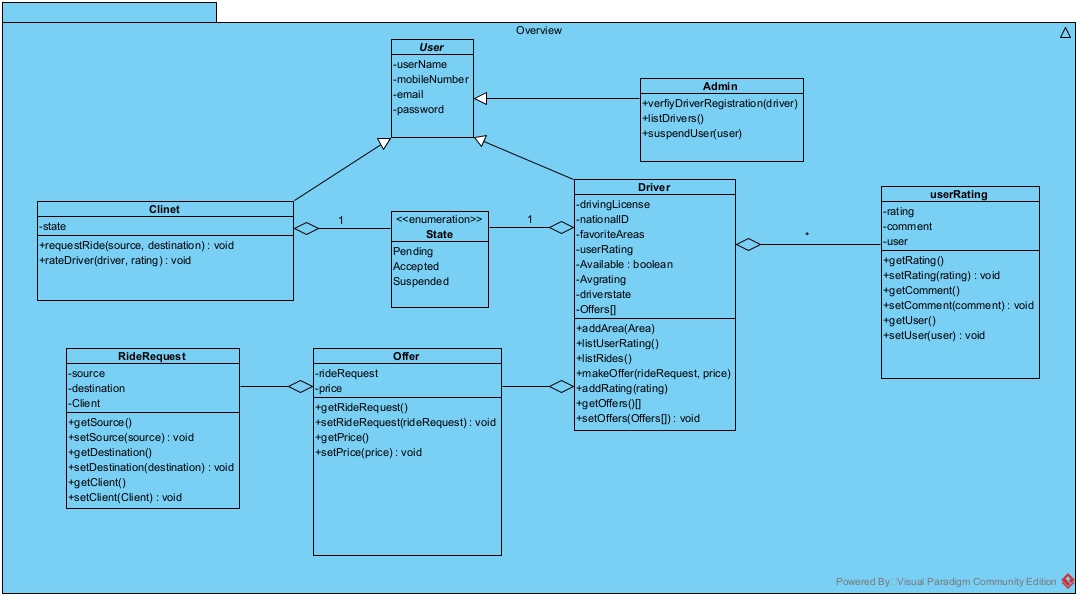 Overview
User
-userName
-mobileNumber
-email
-password
Admin
+verfiyDriverRegistration(driver)
+listDrivers()
+suspendUser(user)
Clinet
-state
+requestRide(source, destination) : void
+rateDriver(driver, rating) : void
1
<<enumeration>>
State
Pending
Accepted
Suspended
1
Driver
-drivingLicense
-nationalID
-favoriteAreas
-userRating
-Available : boolean
-Avgrating
-driverstate
-Offers[]
+addArea(Area)
+listUserRating()
+listRides()
+makeOffer(rideRequest, price)
+addRating(rating)
+getOffers()[]
+setOffers(Offers[]) : void
*
userRating
-rating
-comment
-user
+getRating()
+setRating(rating) : void
+getComment()
+setComment(comment) : void
+getUser()
+setUser(user) : void
RideRequest
-source
-destination
-Client
+getSource()
+setSource(source) : void
+getDestination()
+setDestination(destination) : void
+getClient()
+setClient(Client) : void
Offer
-rideRequest
-price
+getRideRequest()
+setRideRequest(rideRequest) : void
+getPrice()
+setPrice(price) : void
Powered By Visual Paradigm Community Edition